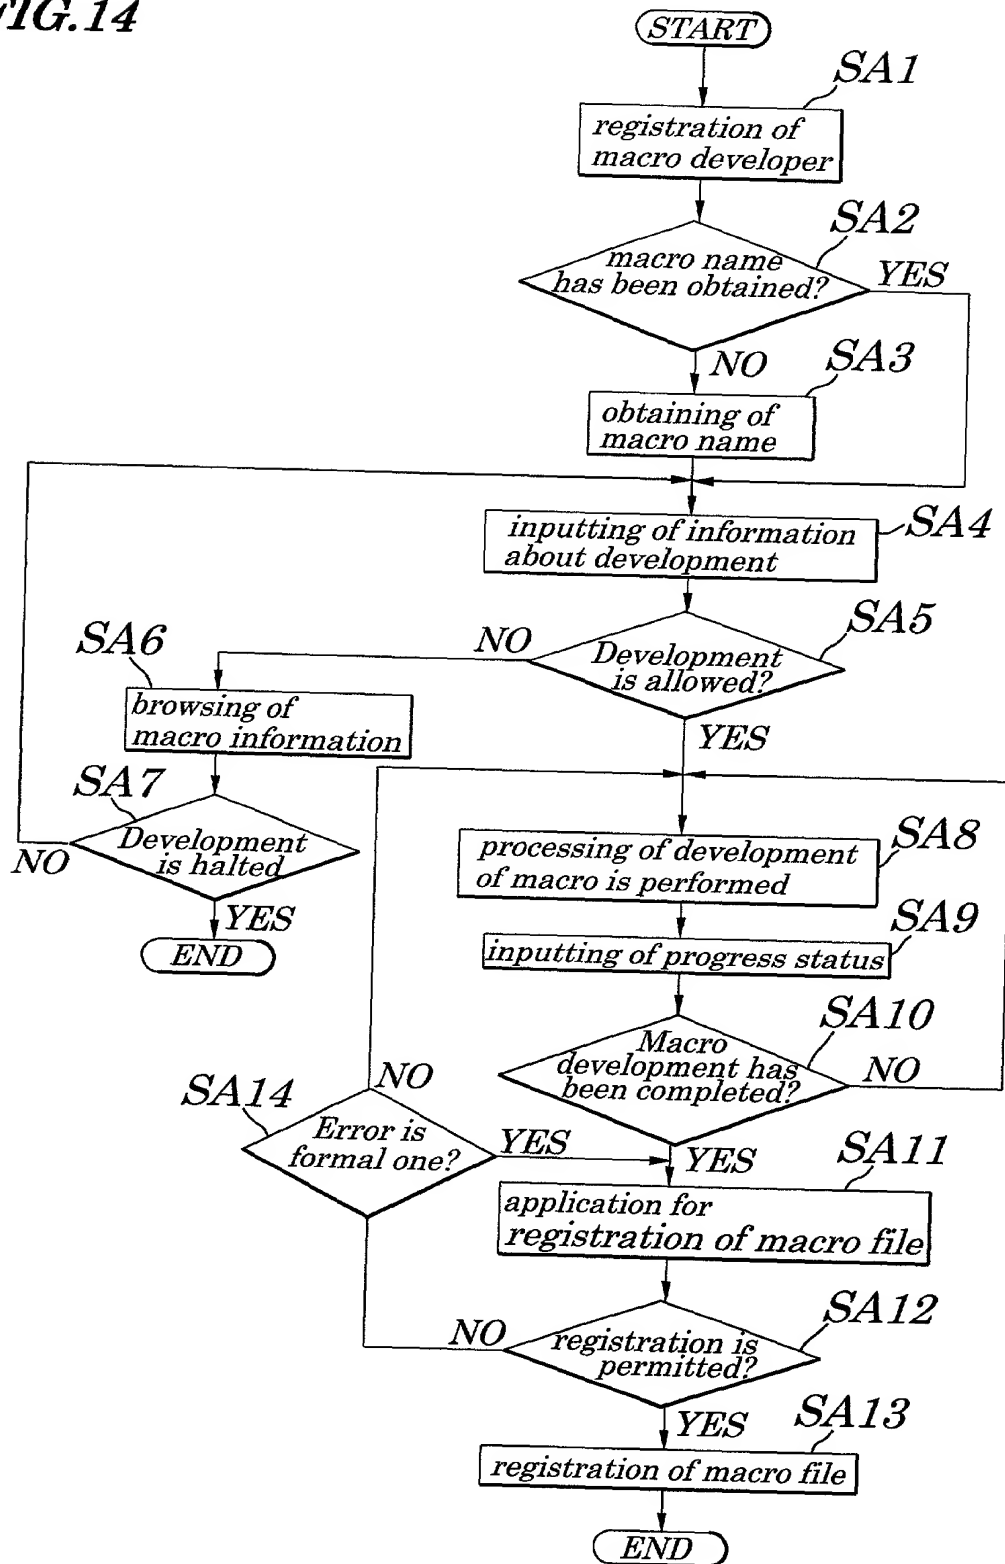 FIG.14
START
SA1
registration of
macro developer
SA2
macro name
has been obtained?
YES
NO
SA3
obtaining of
macro name
SA4
inputting of information
about development
SA5
Development
is allowed?
NO
YES
SA6
browsing of
macro information
SA7
Development
is halted
NO
YES
END
SA8
processing of development
of macro is performed
SA9
inputting of progress status
SA10
Macro
development has
been completed?
NO
YES
SA14
NO
Error is
formal one?
YES
SA11
application for
registration of macro file
SA12
registration is
permitted?
NO
YES
SA13
registration of macro file
END